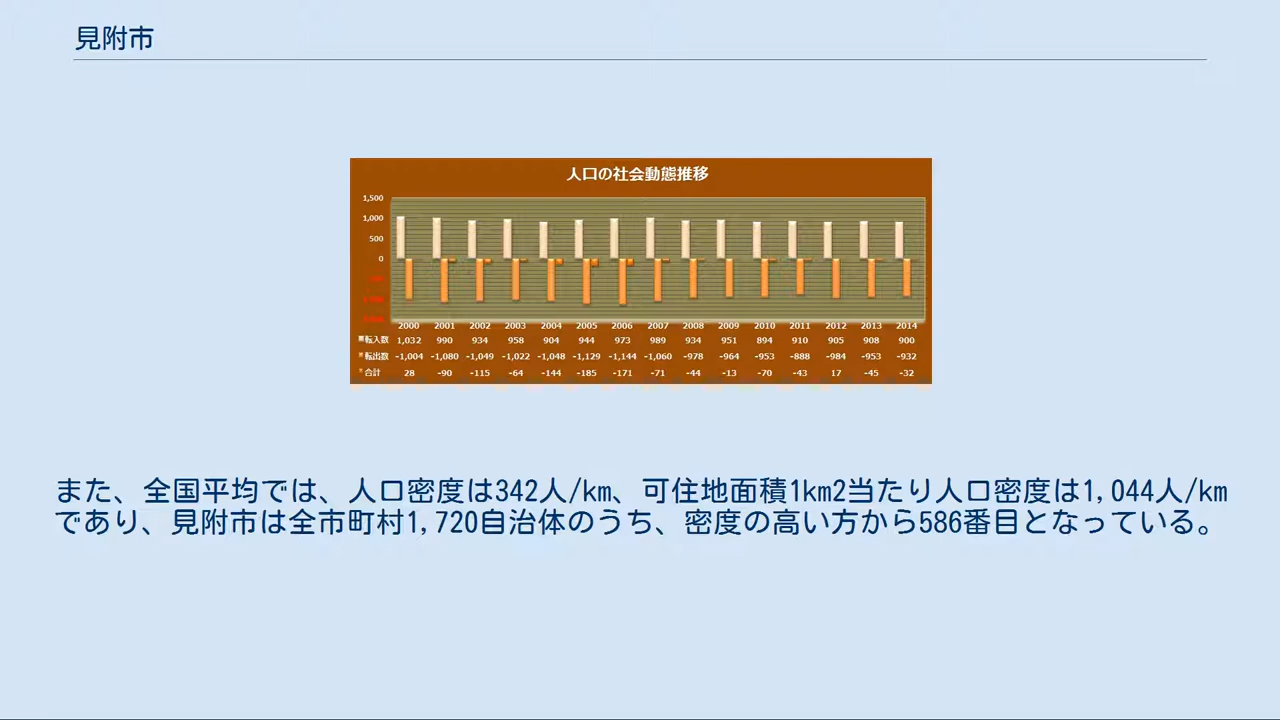 見附市
人口の社会動態推移
1,500
1,000
500
0
2000 2001 2002 2003 2004 2005 2006 2007 2008 2009 2010 2011 2012 2013 2014
転入数 1,032 990 934 958 904 944 973 989 934 951 894 910 905 908 900
転出数 -1,004 -1,080 -1,049 -1,022 -1,048 -1,129 -1,144 -1,060 -978 -964 -953 -888 -984 -953 -932
合計 28 -90 -115 -64 -144 -185 -171 -71 -44 -13 -70 -43 17 -45 -32
また、全国平均では、人口密度は342人/km、可住地面積1km2当たり人口密度は1,044人/km
であり、見附市は全市町村1,720自治体のうち、密度の高い方から586番目となっている。